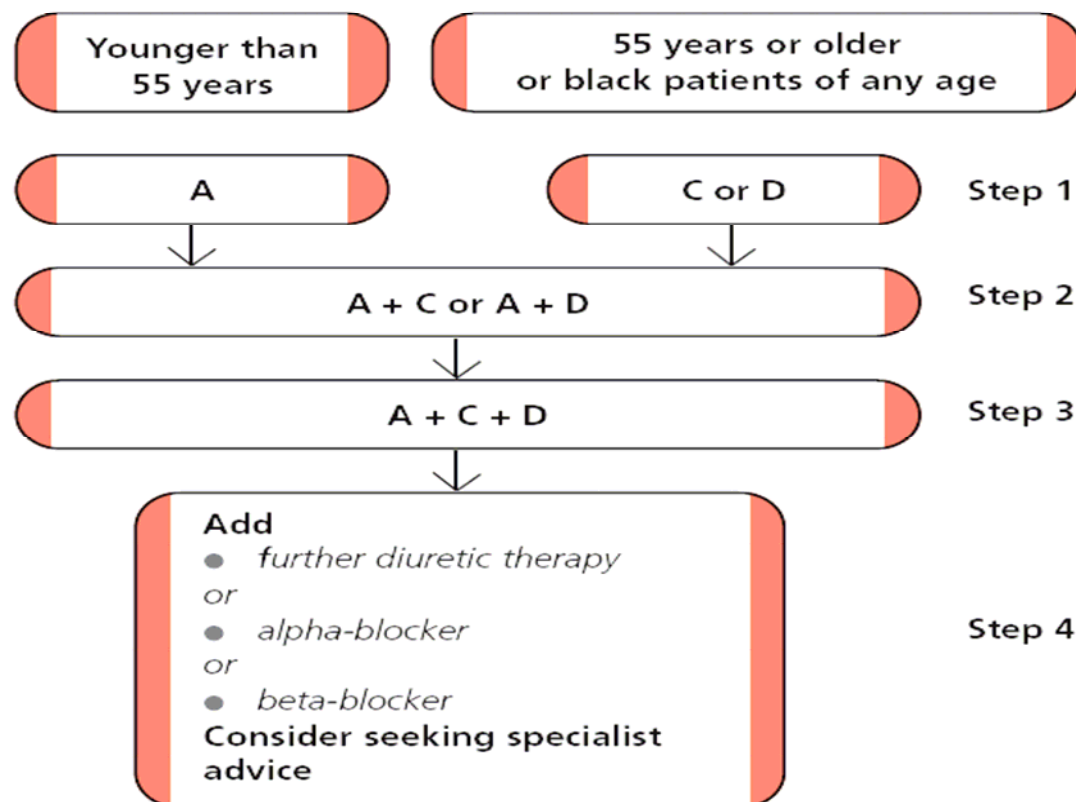 Younger than
55 years
55 years or older
or black patients of any age
A
C or D
Step 1
A + C or A + D
Step 2
A + C + D
Step 3
Add
further diuretic therapy
or
alpha-blocker
or
beta-blocker
Consider seeking specialist
advice
Step 4